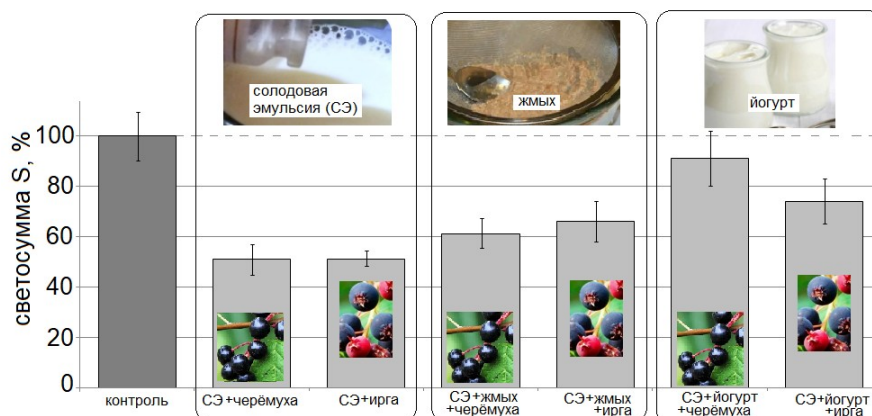 солодовая
эмульсия (СЭ)
жмых
йогурт
светосумма S, %
100
80
60
40
20
0
контроль
СЭ+черёмуха
СЭ+ирга
СЭ+жмых
+черёмуха
СЭ+жмых
+ирга
СЭ+йогурт
+черёмуха
СЭ+йогурт
+ирга